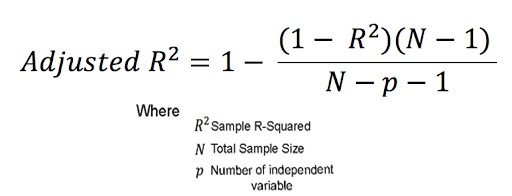 Adjusted R² = 1 − (1 − R²)(N − 1) / N − p − 1
Where
R² Sample R-Squared
N Total Sample Size
p Number of independent
variable